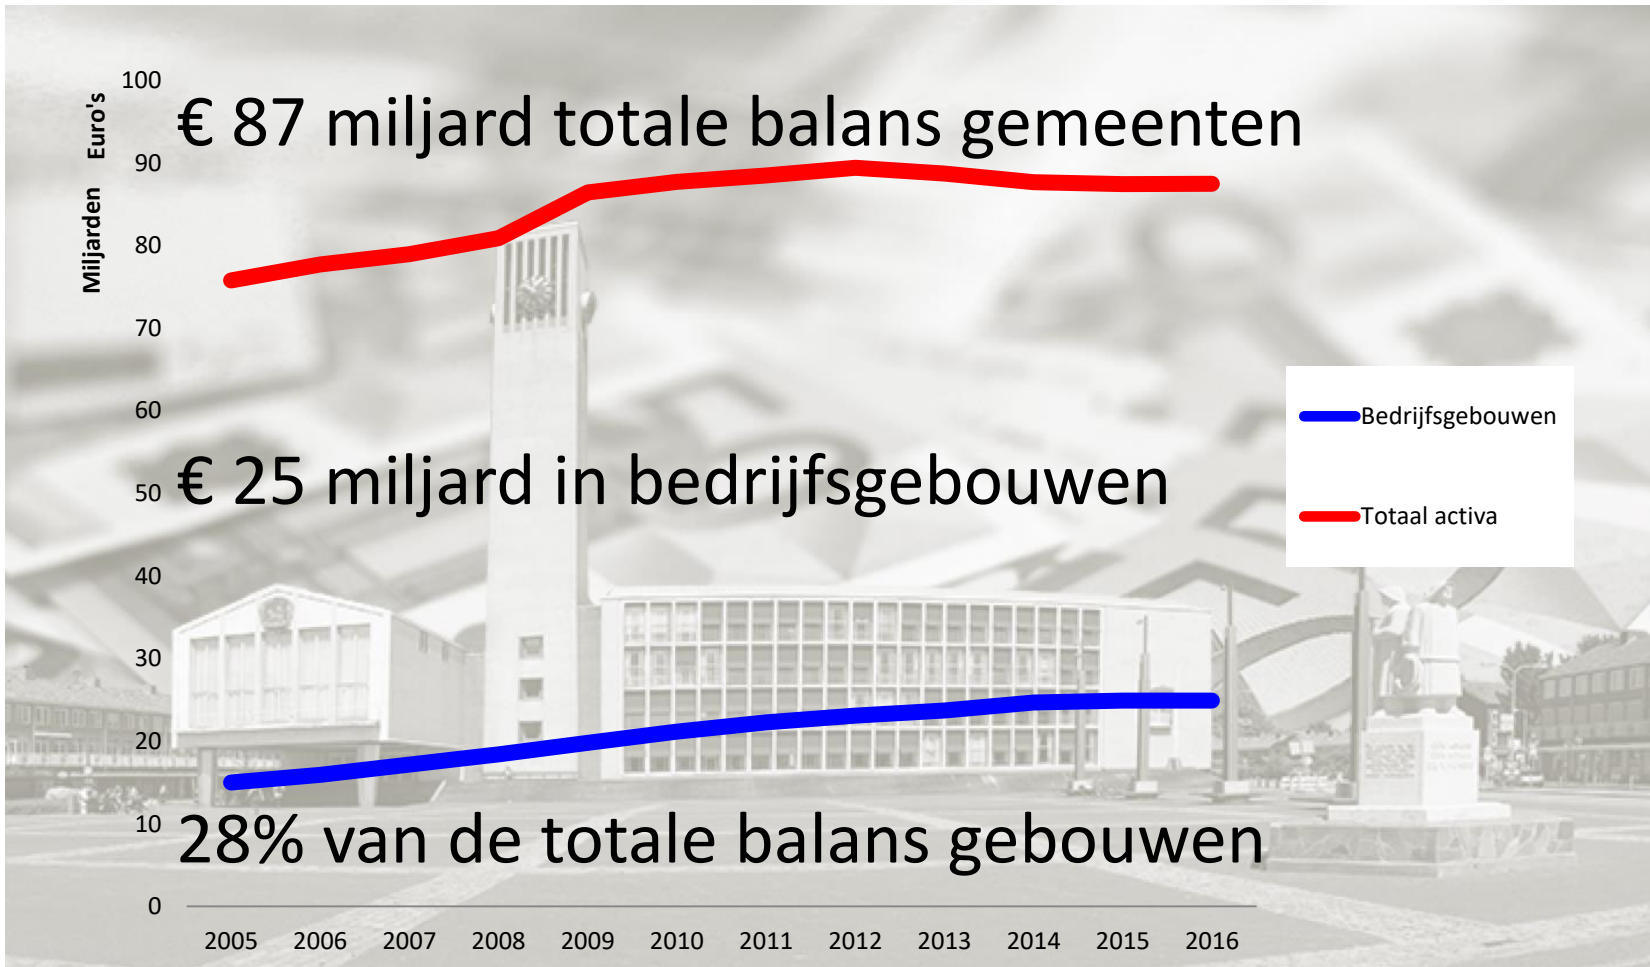 € 87 miljard totale balans gemeenten
€ 25 miljard in bedrijfsgebouwen
28% van de totale balans gebouwen
Miljarden Euro's
100
90
80
70
60
50
40
30
20
10
0
2005 2006 2007 2008 2009 2010 2011 2012 2013 2014 2015 2016
Bedrijfsgebouwen
Totaal activa